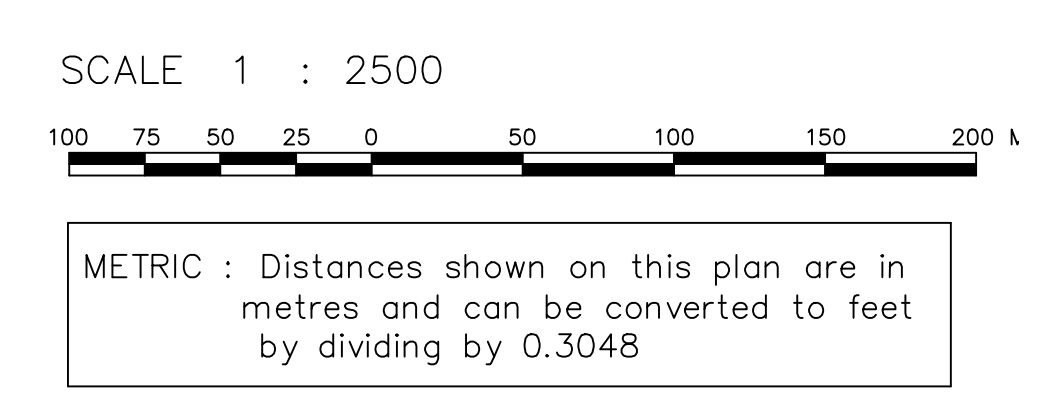 SCALE 1 : 2500
100 75 50 25 0 50 100 150 200
METRIC : Distances shown on this plan are in
metres and can be converted to feet
by dividing by 0.3048